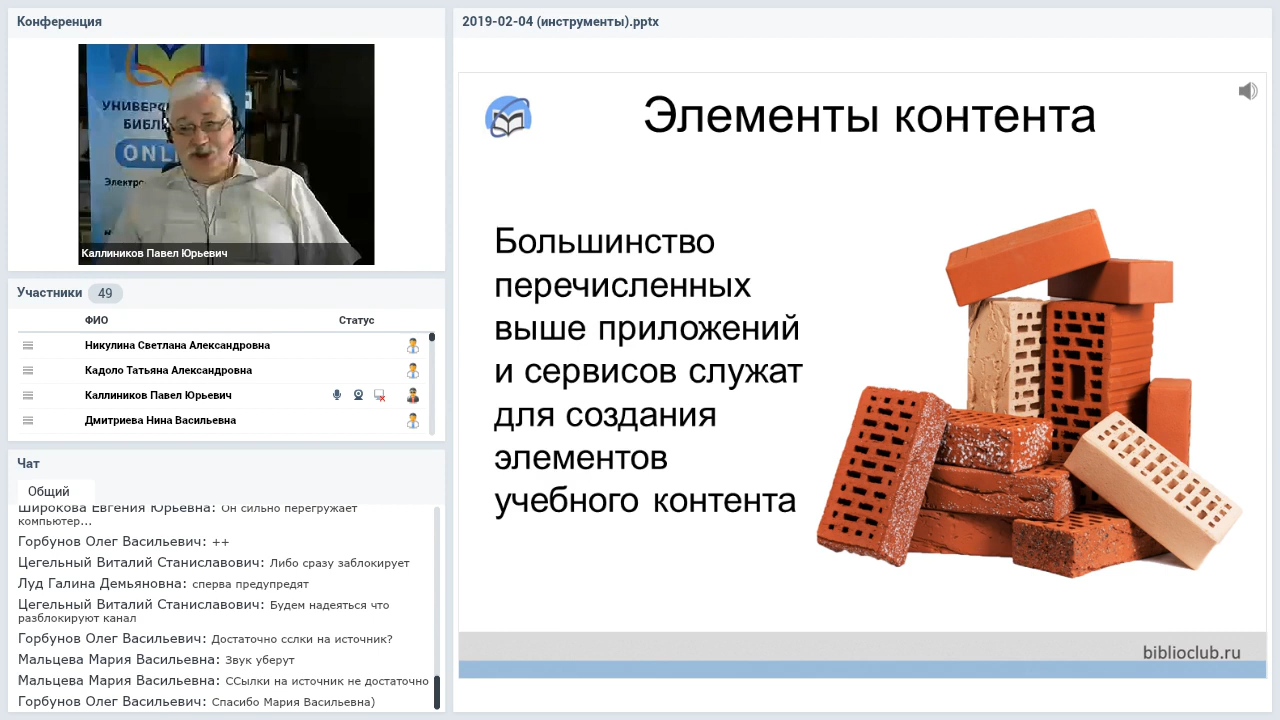 Конференция
УНИВЕРС
БИБЛ
ONL
Электро
Каллиников Павел Юрьевич
Участники 49
ФИО Статус
Никулина Светлана Александровна
Кадоло Татьяна Александровна
Каллиников Павел Юрьевич
Дмитриева Нина Васильевна
Чат
Общий
Широкова Евгения Юрьевна: Он сильно перегружает
компьютер...
Горбунов Олег Васильевич: ++
Цегельный Виталий Станиславович: Либо сразу заблокирует
Луд Галина Демьяновна: сперва предупредят
Цегельный Виталий Станиславович: Будем надеяться что
разблокируют канал
Горбунов Олег Васильевич: Достаточно сслки на источник?
Мальцева Мария Васильевна: Звук уберут
Мальцева Мария Васильевна: ССылки на источник не достаточно
Горбунов Олег Васильевич: Спасибо Мария Васильевна)
2019-02-04 (инструменты).pptx
Элементы контента
Большинство
перечисленных
выше приложений
и сервисов служат
для создания
элементов
учебного контента
biblioclub.ru